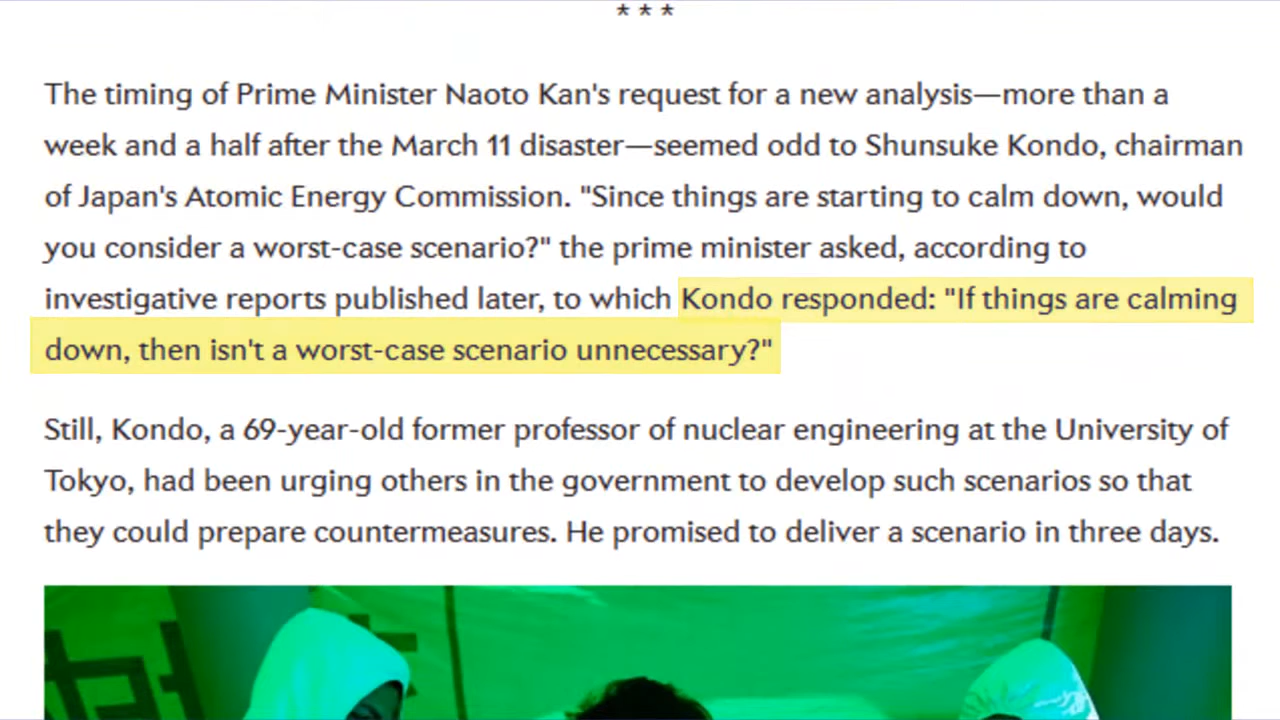 * * *
The timing of Prime Minister Naoto Kan's request for a new analysis—more than a
week and a half after the March 11 disaster—seemed odd to Shunsuke Kondo, chairman
of Japan's Atomic Energy Commission. "Since things are starting to calm down, would
you consider a worst-case scenario?" the prime minister asked, according to
investigative reports published later, to which Kondo responded: "If things are calming
down, then isn't a worst-case scenario unnecessary?"
Still, Kondo, a 69-year-old former professor of nuclear engineering at the University of
Tokyo, had been urging others in the government to develop such scenarios so that
they could prepare countermeasures. He promised to deliver a scenario in three days.